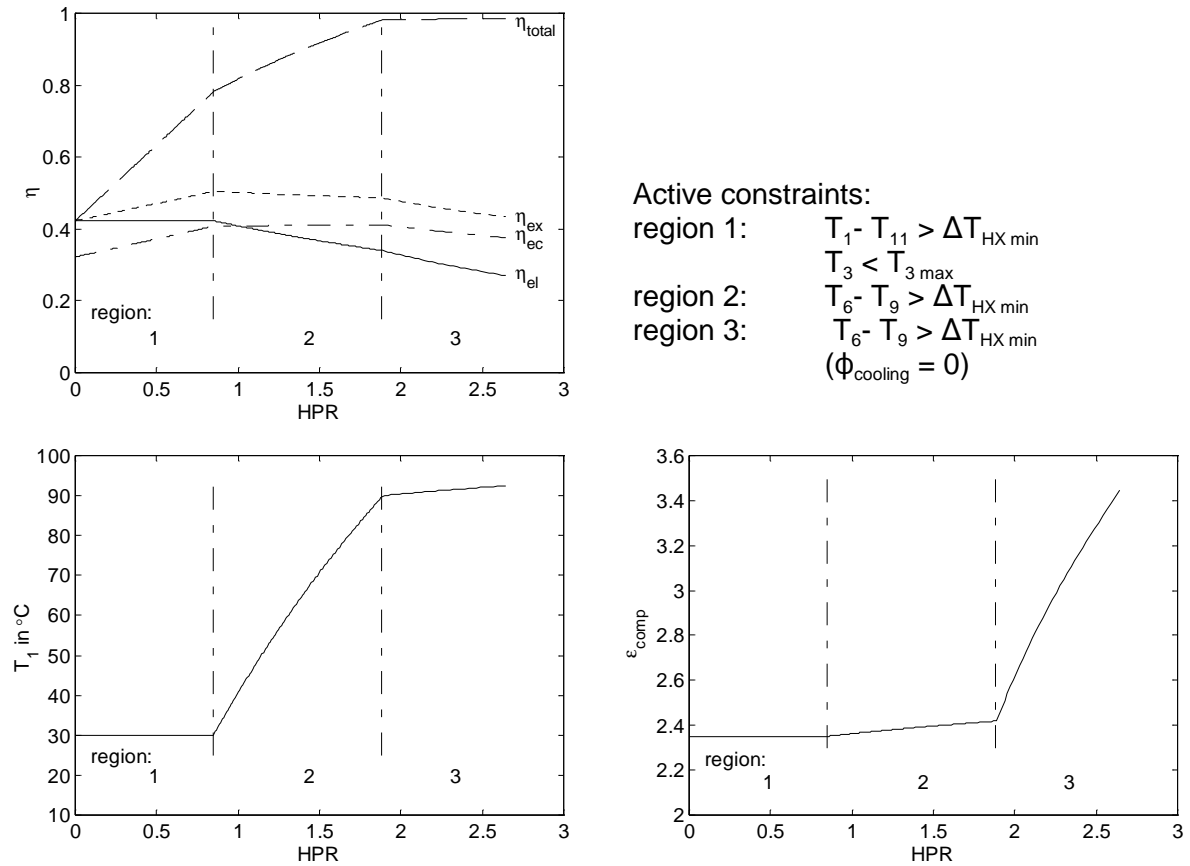 1
0.8
0.6
0.4
0.2
0
η
η_total
η_ex
η_ec
η_el
region:
1 2 3
0 0.5 1 1.5 2 2.5 3
HPR
Active constraints:
region 1: T_1- T_11 > ΔT_HX min
T_3 < T_3 max
region 2: T_6- T_9 > ΔT_HX min
region 3: T_6- T_9 > ΔT_HX min
(ϕ_cooling = 0)
100
90
80
70
60
50
40
30
20
10
T_1 in °C
region:
1 2 3
0 0.5 1 1.5 2 2.5 3
HPR
3.6
3.4
3.2
3
2.8
2.6
2.4
2.2
2
ε_comp
region:
1 2 3
0 0.5 1 1.5 2 2.5 3
HPR